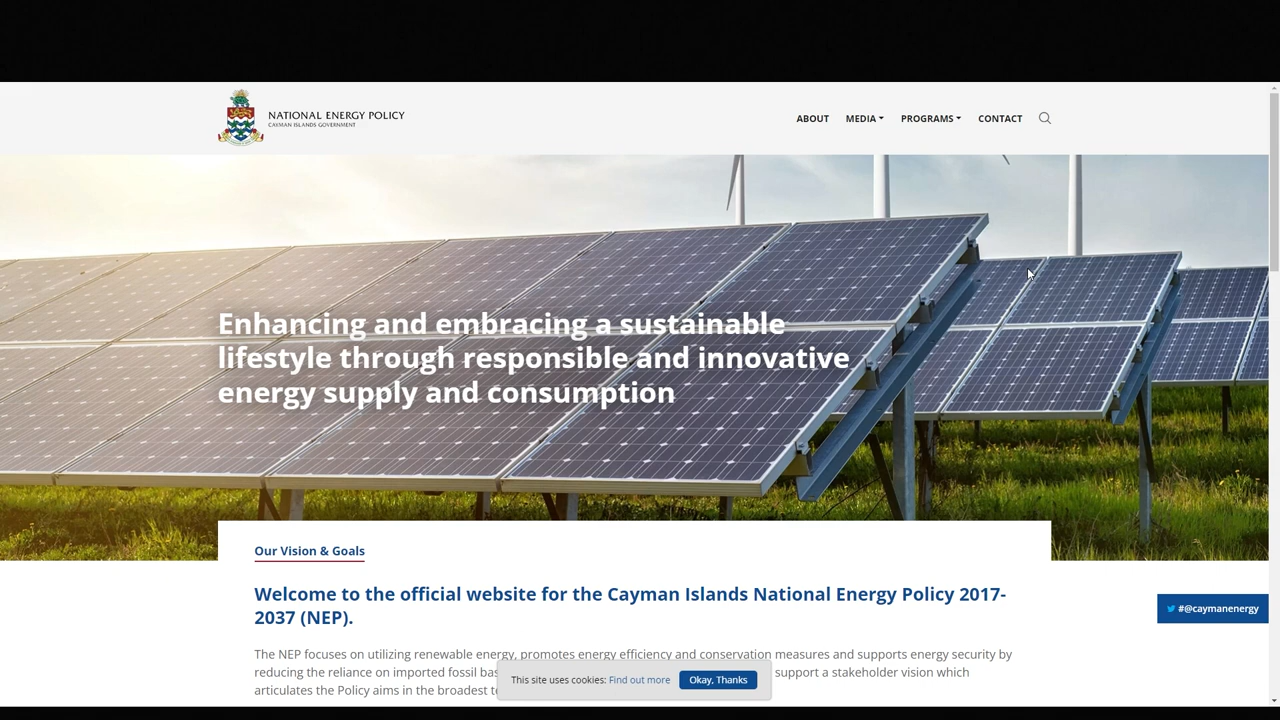 NATIONAL ENERGY POLICY
CAYMAN ISLANDS GOVERNMENT
ABOUT MEDIA PROGRAMS CONTACT
Enhancing and embracing a sustainable
lifestyle through responsible and innovative
energy supply and consumption
Our Vision & Goals
Welcome to the official website for the Cayman Islands National Energy Policy 2017-
2037 (NEP).
#@caymanenergy
The NEP focuses on utilizing renewable energy, promotes energy efficiency and conservation measures and supports energy security by
reducing the reliance on imported fossil support a stakeholder vision which
articulates the Policy aims in the broadest
This site uses cookies: Find out more Okay, Thanks